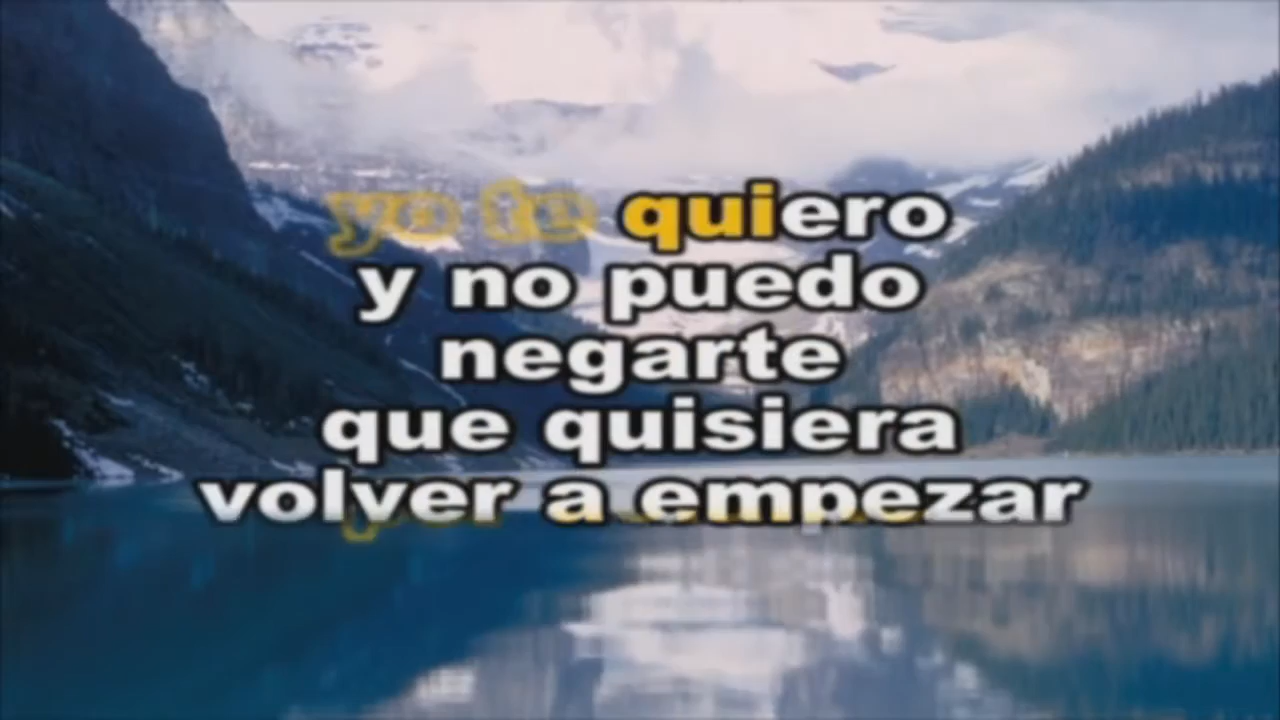 yo te quiero
y no puedo
negarte
que quisiera
volver a empezar